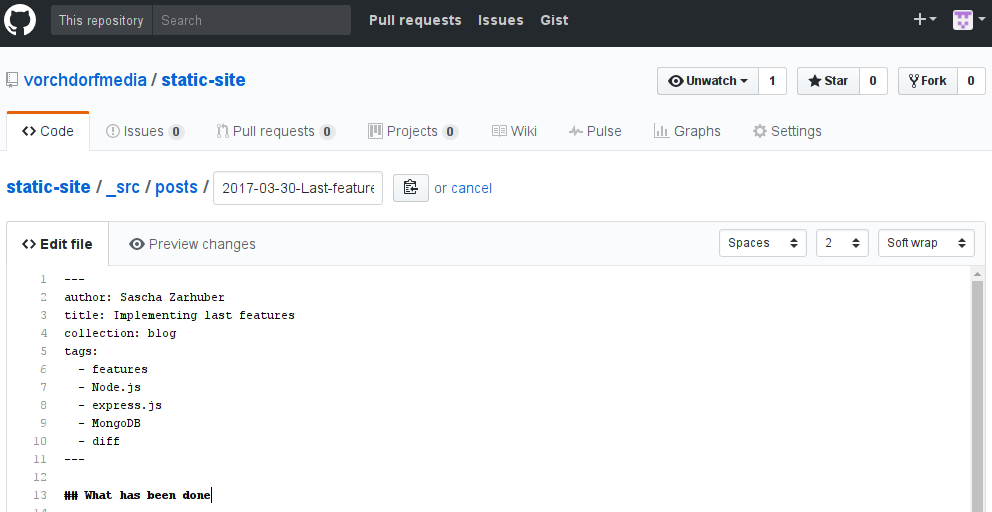 This repository Search Pull requests Issues Gist
vorchdorfmedia / static-site Unwatch 1 Star 0 Fork 0
Code Issues 0 Pull requests 0 Projects 0 Wiki Pulse Graphs Settings
static-site / _src / posts / 2017-03-30-Last-feature or cancel
Edit file Preview changes Spaces 2 Soft wrap
1 ---
2 author: Sascha Zarhuber
3 title: Implementing last features
4 collection: blog
5 tags:
6 - features
7 - Node.js
8 - express.js
9 - MongoDB
10 - diff
11 ---
12
13 ## What has been done
14